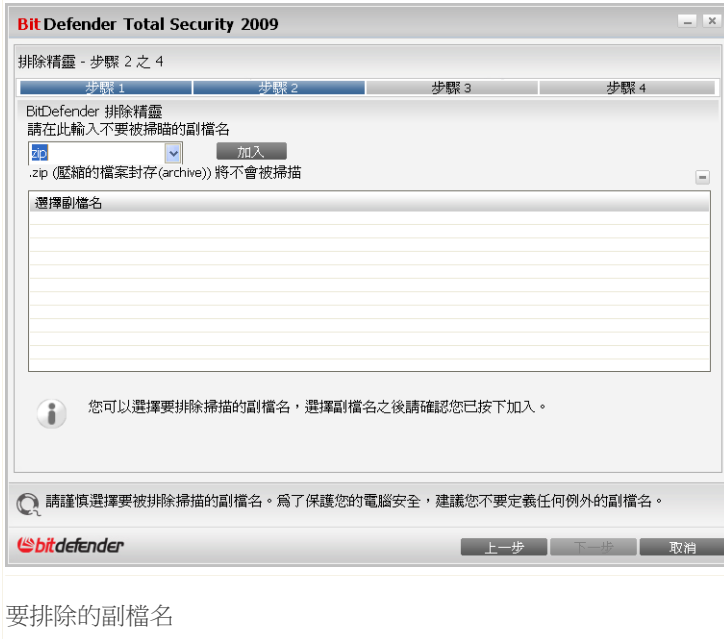 BitDefender Total Security 2009
排除精靈 - 步驟 2 之 4
步驟 1 步驟 2 步驟 3 步驟 4
BitDefender 排除精靈
請在此輸入不要被掃瞄的副檔名
zip 加入
.zip (壓縮的檔案封存(archive)) 將不會被掃描
選擇副檔名
您可以選擇要排除掃描的副檔名，選擇副檔名之後請確認您已按下加入。
請謹慎選擇要被排除掃描的副檔名。爲了保護您的電腦安全，建議您不要定義任何例外的副檔名。
bitdefender 上一步 下一步 取消
要排除的副檔名